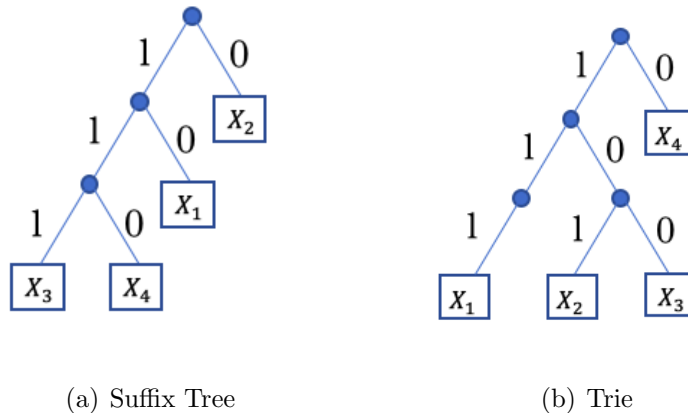 1 0
1 0 X₂
1 0 X₁
X₃ X₄
1 0
1 0 X₄
1 1 0
X₁ X₂ X₃
(a) Suffix Tree
(b) Trie